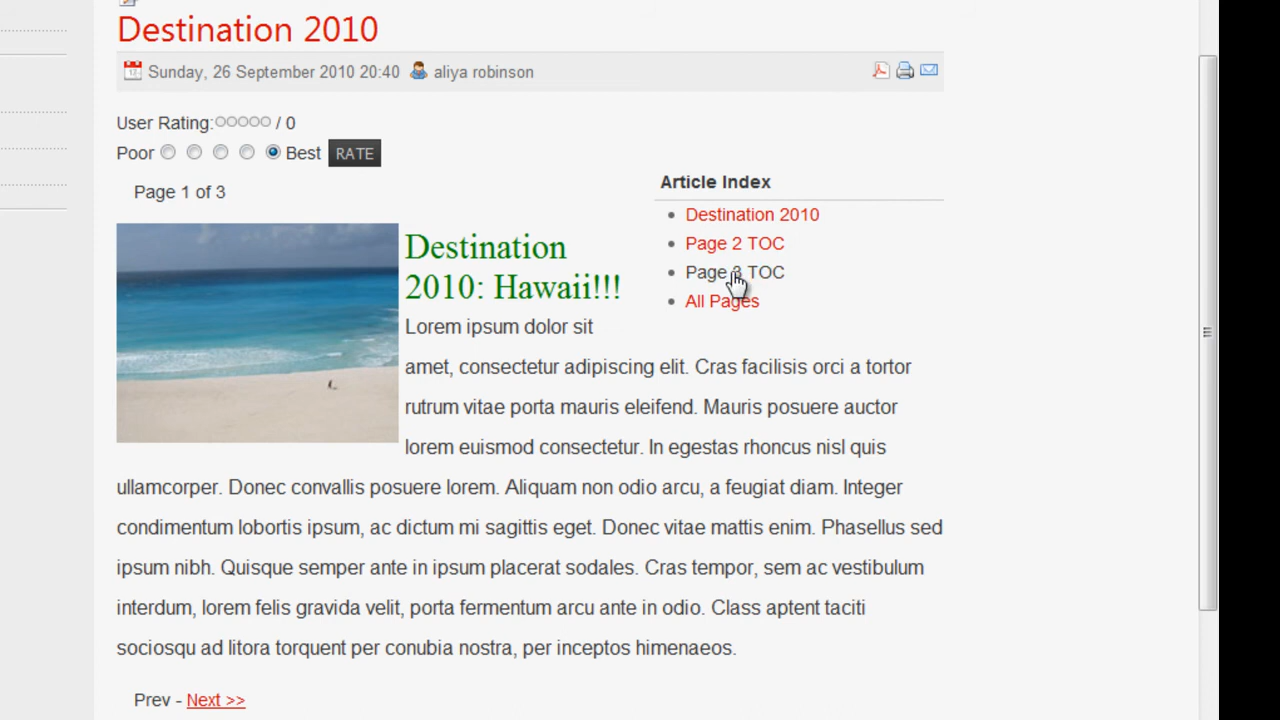 Destination 2010
Sunday, 26 September 2010 20:40 aliya robinson
User Rating: / 0
Poor Best RATE
Page 1 of 3
Article Index
Destination 2010
Page 2 TOC
Page 3 TOC
All Pages
Destination
2010: Hawaii!!!
Lorem ipsum dolor sit
amet, consectetur adipiscing elit. Cras facilisis orci a tortor
rutrum vitae porta mauris eleifend. Mauris posuere auctor
lorem euismod consectetur. In egestas rhoncus nisl quis
ullamcorper. Donec convallis posuere lorem. Aliquam non odio arcu, a feugiat diam. Integer
condimentum lobortis ipsum, ac dictum mi sagittis eget. Donec vitae mattis enim. Phasellus sed
ipsum nibh. Quisque semper ante in ipsum placerat sodales. Cras tempor, sem ac vestibulum
interdum, lorem felis gravida velit, porta fermentum arcu ante in odio. Class aptent taciti
sociosqu ad litora torquent per conubia nostra, per inceptos himenaeos.
Prev - Next >>